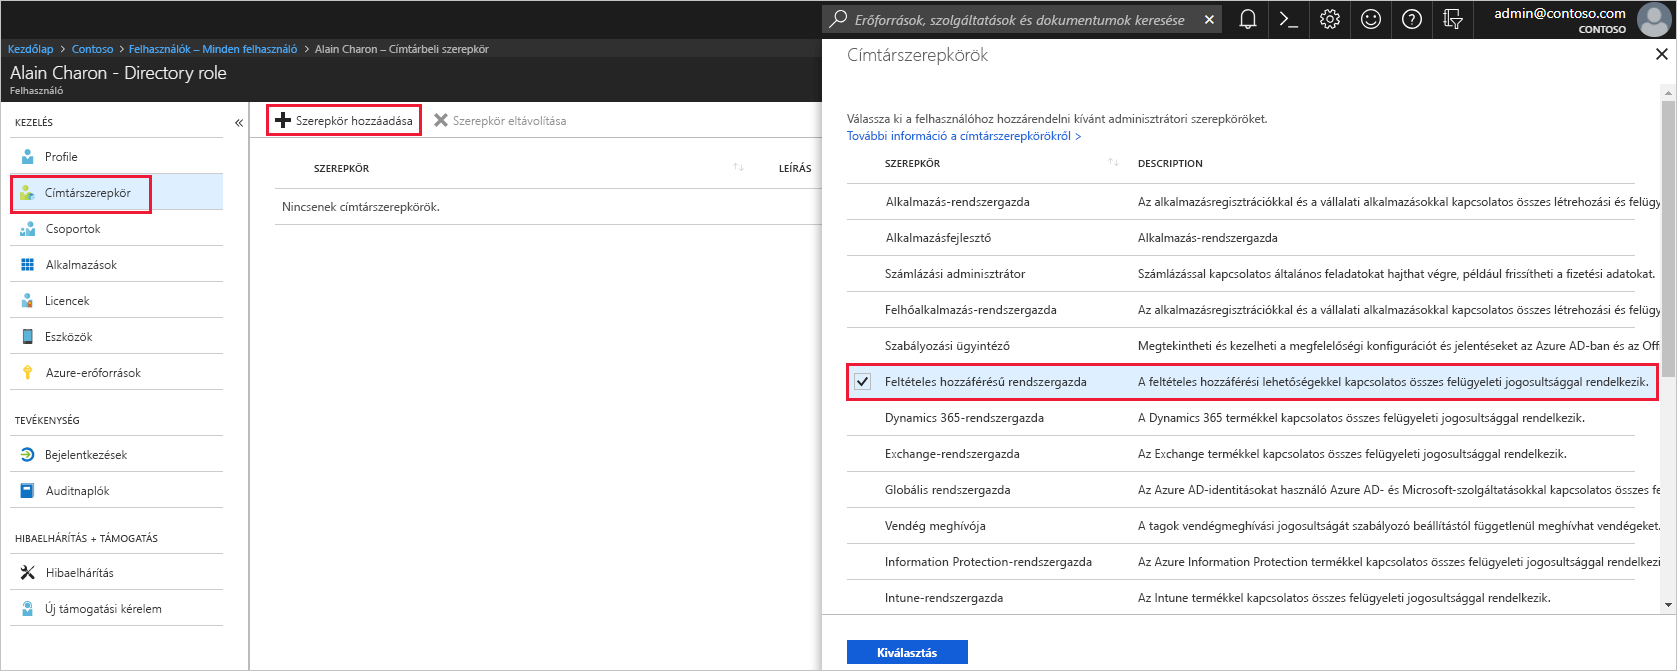 Erőforrások, szolgáltatások és dokumentumok keresése
admin@contoso.com
CONTOSO
Kezdőlap > Contoso > Felhasználók – Minden felhasználó > Alain Charon – Címtárbeli szerepkör
Alain Charon - Directory role
Felhasználó
KEZELÉS
Profile
Címtárszerepkör
Csoportok
Alkalmazások
Licencek
Eszközök
Azure-erőforrások
TEVÉKENYSÉG
Bejelentkezések
Auditnaplók
HIBAELHÁRÍTÁS + TÁMOGATÁS
Hibaelhárítás
Új támogatási kérelem
Szerepkör hozzáadása
Szerepkör eltávolítása
SZEREPKÖR
LEÍRÁS
Nincsenek címtárszerepkörök.
Címtárszerepkörök
Válassza ki a felhasználóhoz hozzárendelni kívánt adminisztrátori szerepköröket.
További információ a címtárszerepkörökről >
SZEREPKÖR DESCRIPTION
Alkalmazás-rendszergazda Az alkalmazásregisztrációkkal és a vállalati alkalmazásokkal kapcsolatos összes létrehozási és felügy
Alkalmazásfejlesztő Alkalmazás-rendszergazda
Számlázási adminisztrátor Számlázással kapcsolatos általános feladatokat hajthat végre, például frissítheti a fizetési adatokat.
Felhőalkalmazás-rendszergazda Az alkalmazásregisztrációkkal és a vállalati alkalmazásokkal kapcsolatos összes létrehozási és felügy
Szabályozási ügyintéző Megtekintheti és kezelheti a megfelelőségi konfigurációt és jelentéseket az Azure AD-ban és az Off
Feltételes hozzáférésű rendszergazda A feltételes hozzáférési lehetőségekkel kapcsolatos összes felügyeleti jogosultsággal rendelkezik.
Dynamics 365-rendszergazda A Dynamics 365 termékkel kapcsolatos összes felügyeleti jogosultsággal rendelkezik.
Exchange-rendszergazda Az Exchange termékkel kapcsolatos összes felügyeleti jogosultsággal rendelkezik.
Globális rendszergazda Az Azure AD-identitásokat használó Azure AD- és Microsoft-szolgáltatásokkal kapcsolatos összes fe
Vendég meghívója A tagok vendégmeghívási jogosultságát szabályozó beállítástól függetlenül meghívhat vendégeket.
Information Protection-rendszergazda Az Azure Information Protection termékkel kapcsolatos összes felügyeleti jogosultsággal rendelkezi
Intune-rendszergazda Az Intune termékkel kapcsolatos összes felügyeleti jogosultsággal rendelkezik.
Kiválasztás